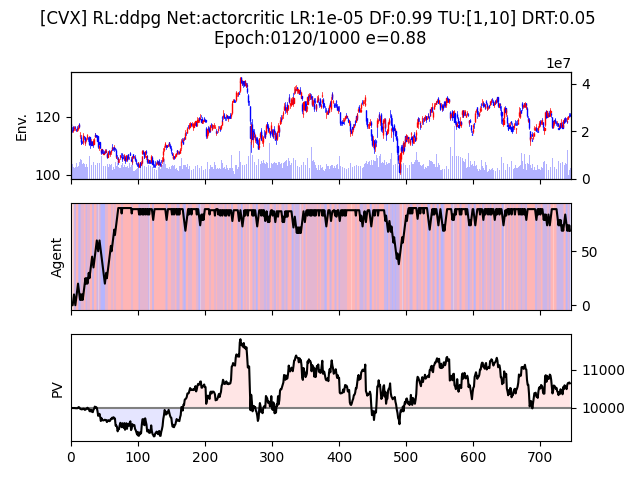 [CVX] RL:ddpg Net:actorcritic LR:1e-05 DF:0.99 TU:[1,10] DRT:0.05
Epoch:0120/1000 e=0.88
1e7
Env.
120
100
4
2
0
Agent
50
0
PV
11000
10000
0
100
200
300
400
500
600
700